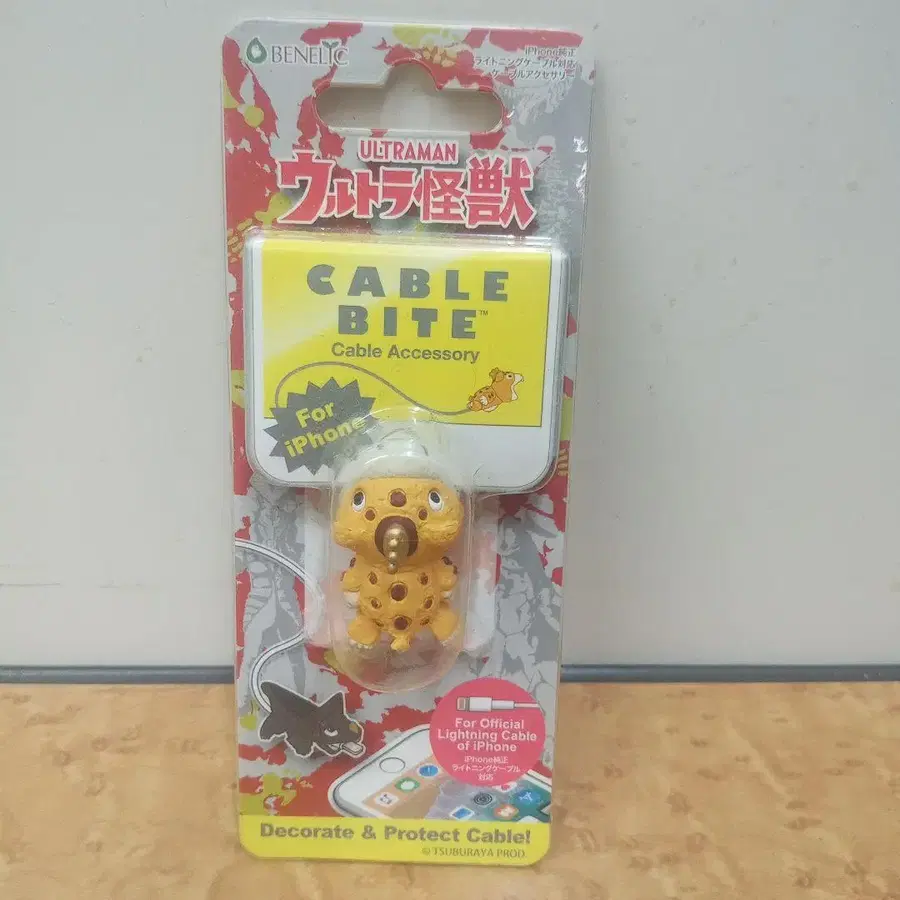 BENELIC
iPhone純正
ライトニングケーブル対応
ケーブルアクセサリー
ULTRAMAN
ウルトラ怪獣
CABLE
BITE™
Cable Accessory
For
iPhone
For Official
Lightning Cable
of iPhone
iPhone純正
ライトニングケーブル
対応
Decorate & Protect Cable!
© TSUBURAYA PROD.